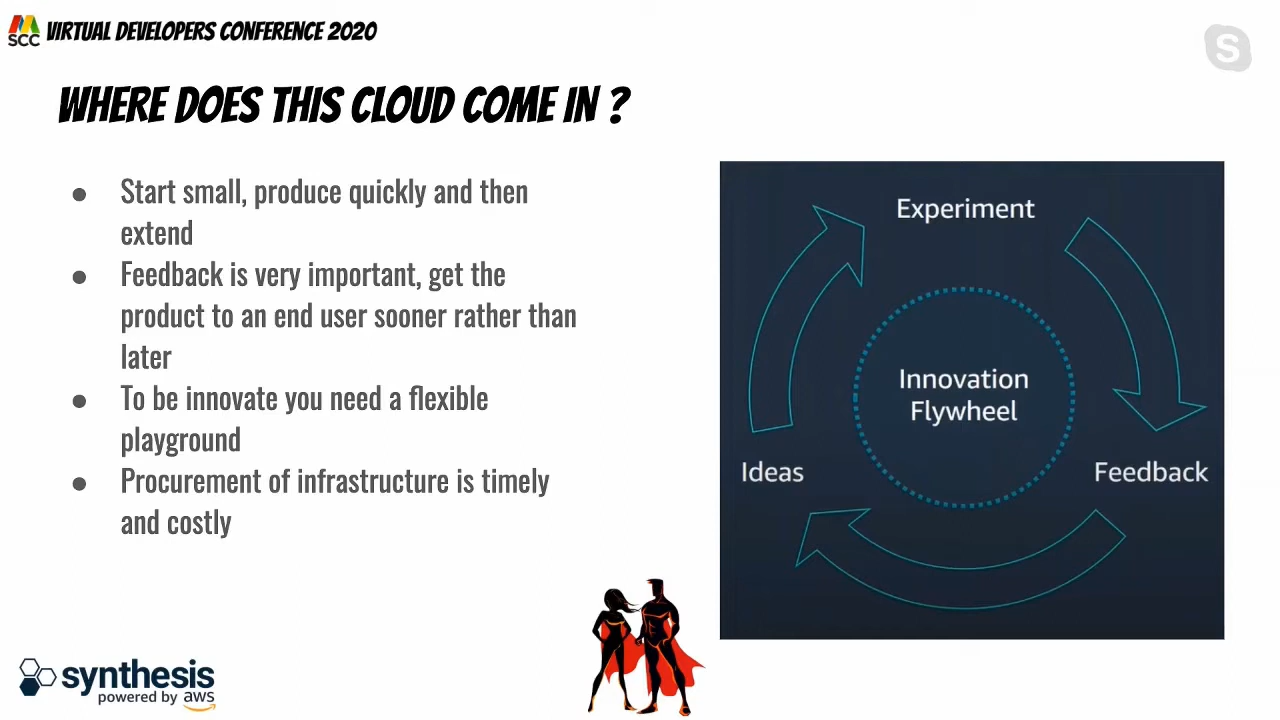 SCC VIRTUAL DEVELOPERS CONFERENCE 2020
S
WHERE DOES THIS CLOUD COME IN ?
● Start small, produce quickly and then
extend
● Feedback is very important, get the
product to an end user sooner rather than
later
● To be innovate you need a flexible
playground
● Procurement of infrastructure is timely
and costly
Experiment
Innovation
Flywheel
Ideas
Feedback
synthesis
powered by aws